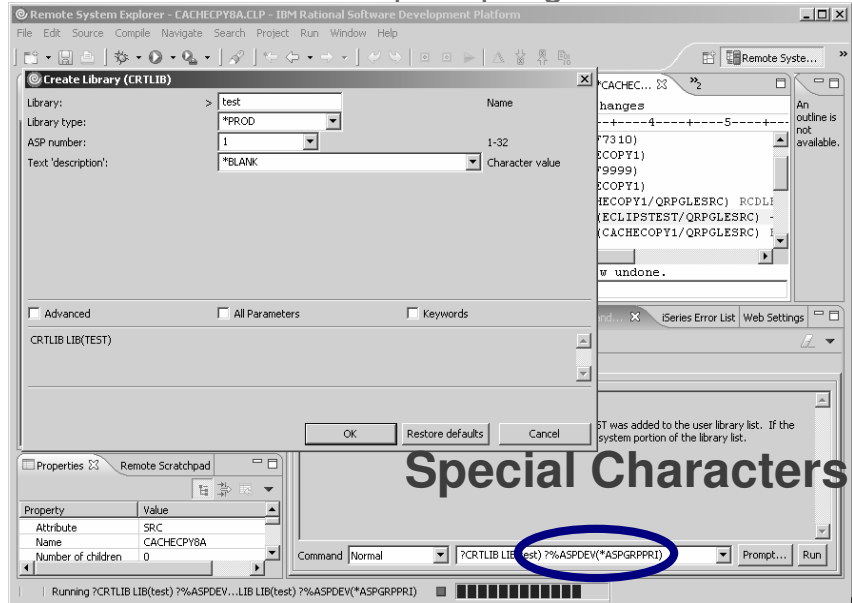 Remote System Explorer - CACHECPY8A.CLP - IBM Rational Software Development Platform
File Edit Source Compile Navigate Search Project Run Window Help
Remote Syste... »
Create Library (CRTLIB)
Library: > test Name
Library type: *PROD
ASP number: 1 1-32
Text 'description': *BLANK Character value
Advanced All Parameters Keywords
CRTLIB LIB(TEST)
OK Restore defaults Cancel
*CACHEC... »2
hanges
--+----4----+----5----+---
F7310)
ECOPY1)
F9999)
ECOPY1)
HECOPY1/QRPGLESRC)
(ECLIPSTEST/QRPGLESRC) -
(CACHECOPY1/QRPGLESRC)
w undone.
An
outline is
not
available.
iSeries Error List Web Settings
ST was added to the user library list. If the
system portion of the library list.
Special Characters
Properties Remote Scratchpad
Property Value
Attribute SRC
Name CACHECPY8A
Number of children 0
Command Normal ?CRTLIB LIB(test) ?%ASPDEV(*ASPGRPPRI) Prompt... Run
Running ?CRTLIB LIB(test) ?%ASPDEV...LIB LIB(test) ?%ASPDEV(*ASPGRPPRI)